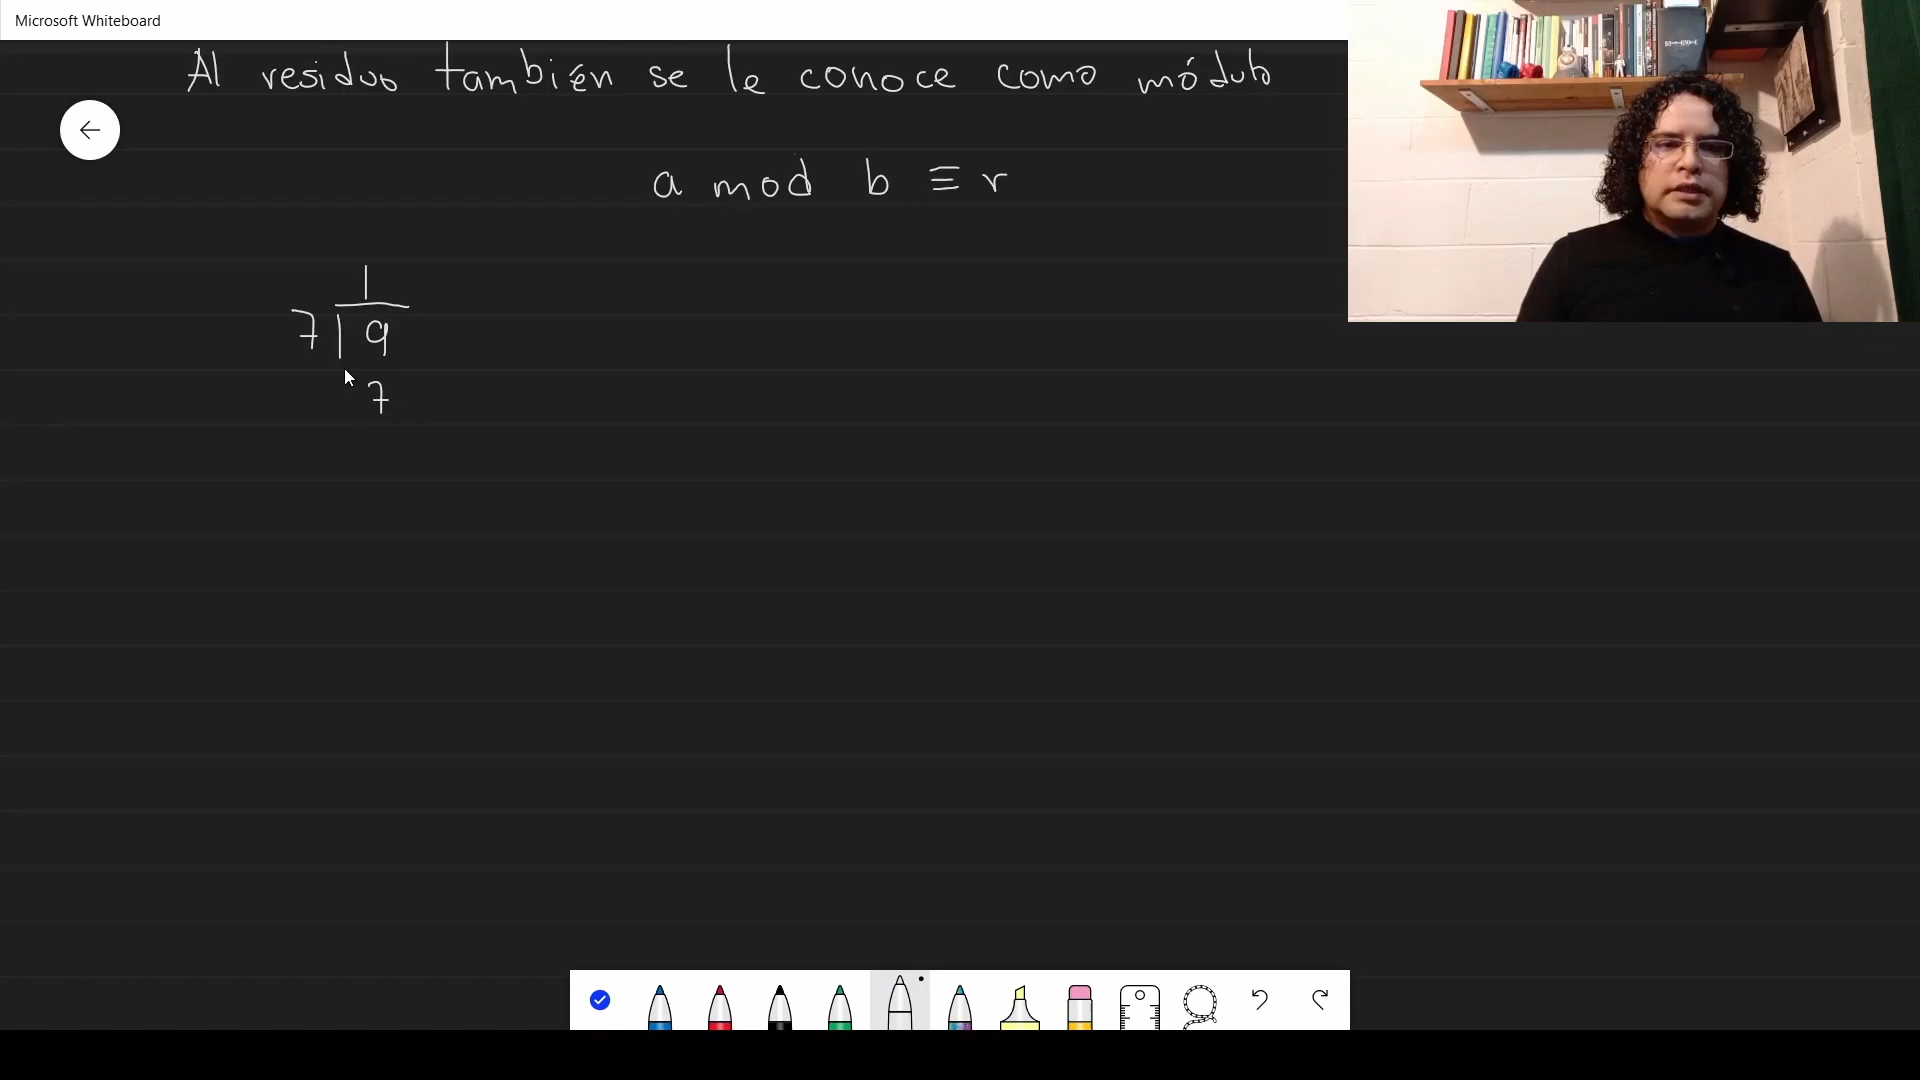 Microsoft Whiteboard
Al residuo también se le conoce como módulo
a mod b ≡ r
1
7 | 9
7